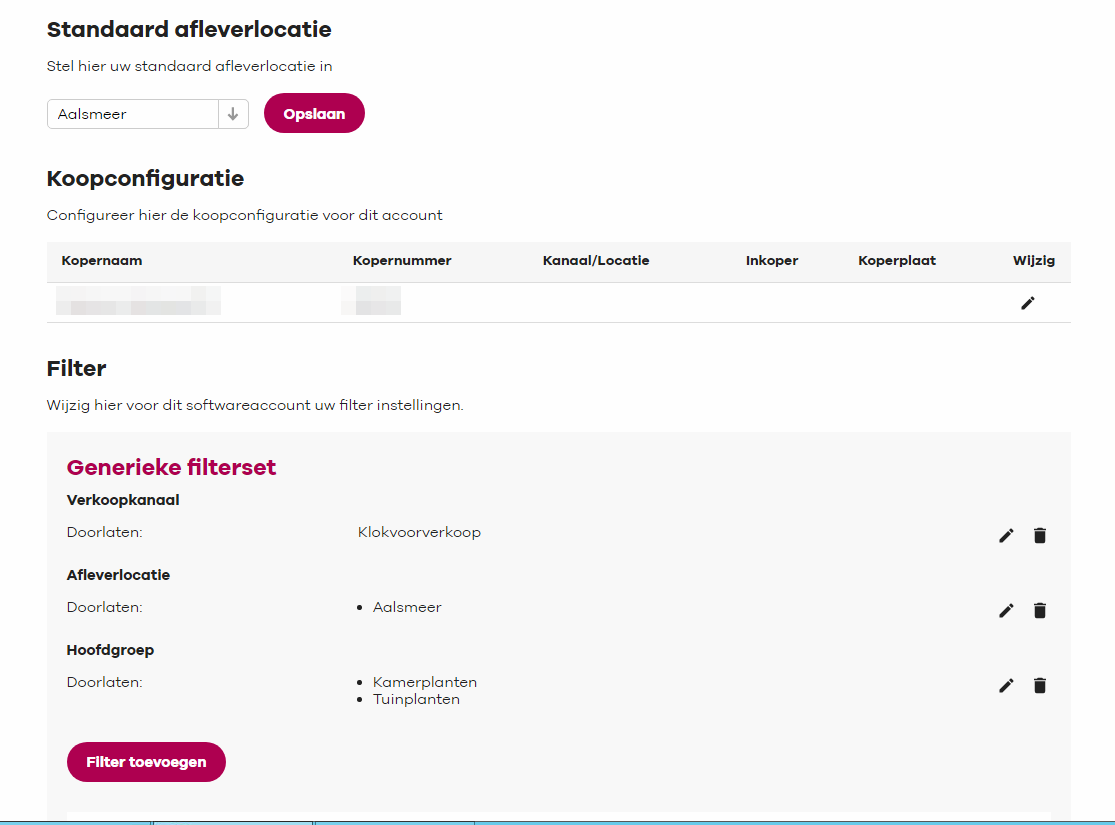 Standaard afleverlocatie
Stel hier uw standaard afleverlocatie in
Aalsmeer
Opslaan
Koopconfiguratie
Configureer hier de koopconfiguratie voor dit account
Kopernaam Kopernummer Kanaal/Locatie Inkoper Koperplaat Wijzig
Filter
Wijzig hier voor dit softwareaccount uw filter instellingen.
Generieke filterset
Verkoopkanaal
Doorlaten: Klokvoorverkoop
Afleverlocatie
Doorlaten: • Aalsmeer
Hoofdgroep
Doorlaten: • Kamerplanten
• Tuinplanten
Filter toevoegen